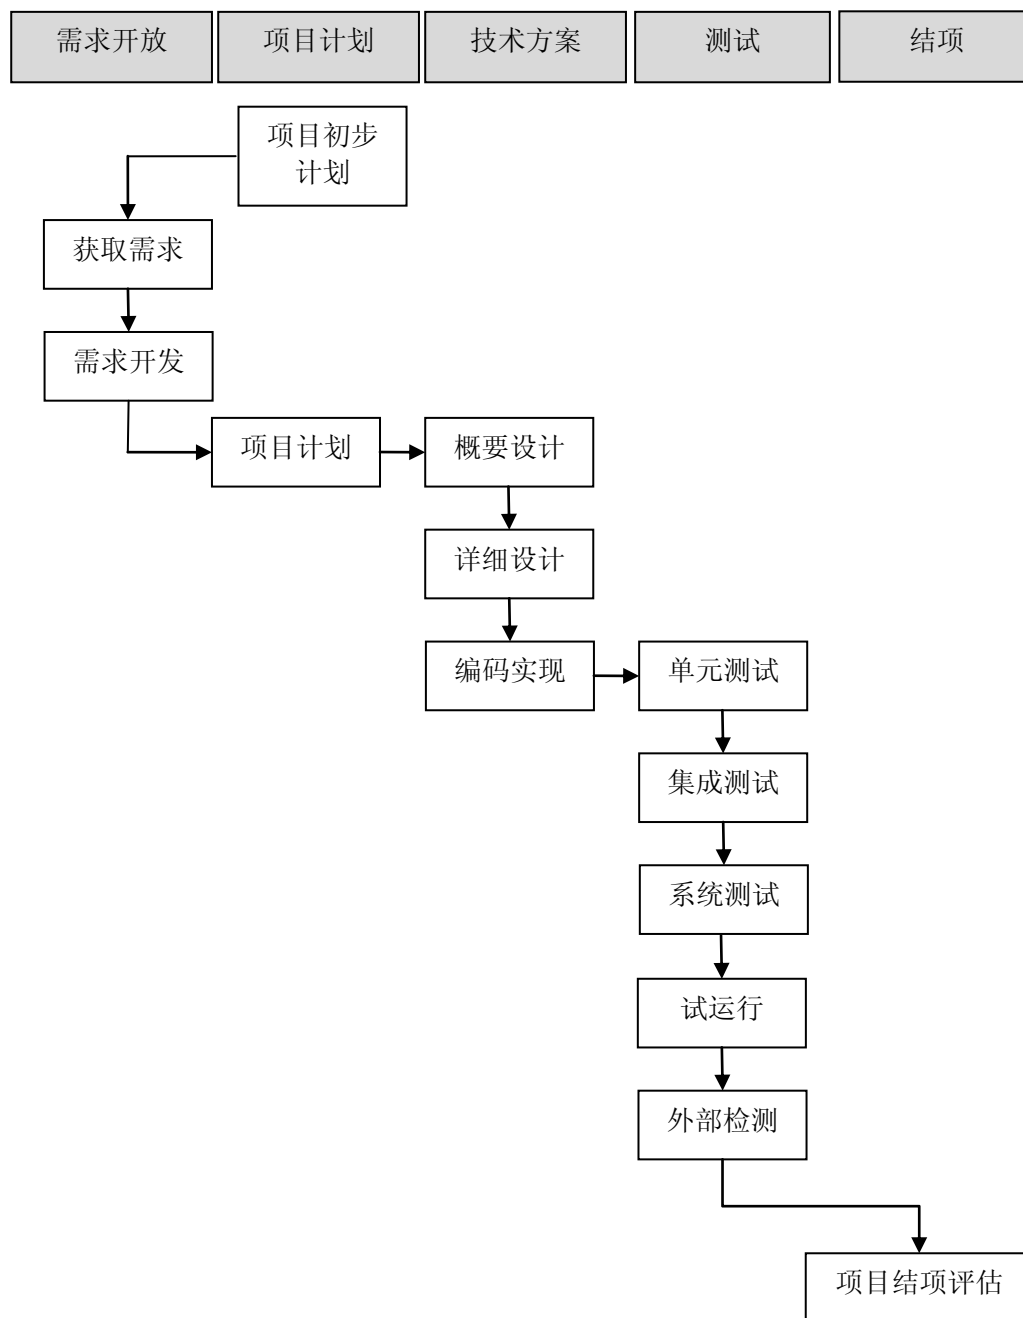 需求开放
项目计划
技术方案
测试
结项
项目初步
计划
获取需求
需求开发
项目计划
概要设计
详细设计
编码实现
单元测试
集成测试
系统测试
试运行
外部检测
项目结项评估